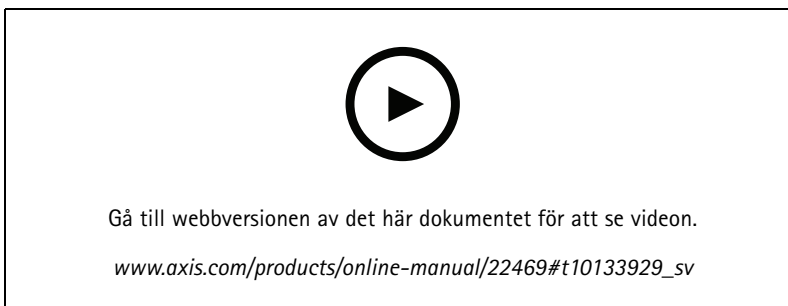 Gå till webbversionen av det här dokumentet för att se videon.
www.axis.com/products/online-manual/22469#t10133929_sv